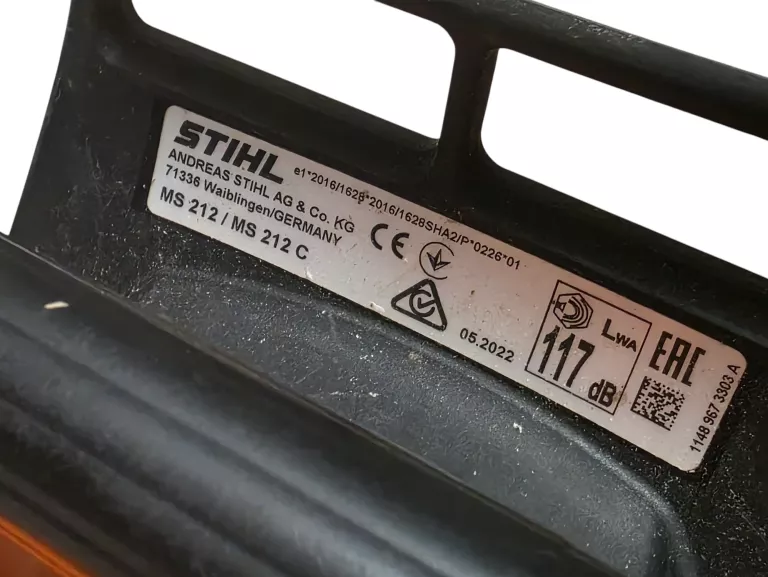 STIHL
e1*2016/1628*2016/1628SHA2/P*0226*01
ANDREAS STIHL AG & Co. KG
71336 Waiblingen/GERMANY
MS 212 / MS 212 C
CE
05.2022
LWA
117 dB
EAC
1148 967 3303 A